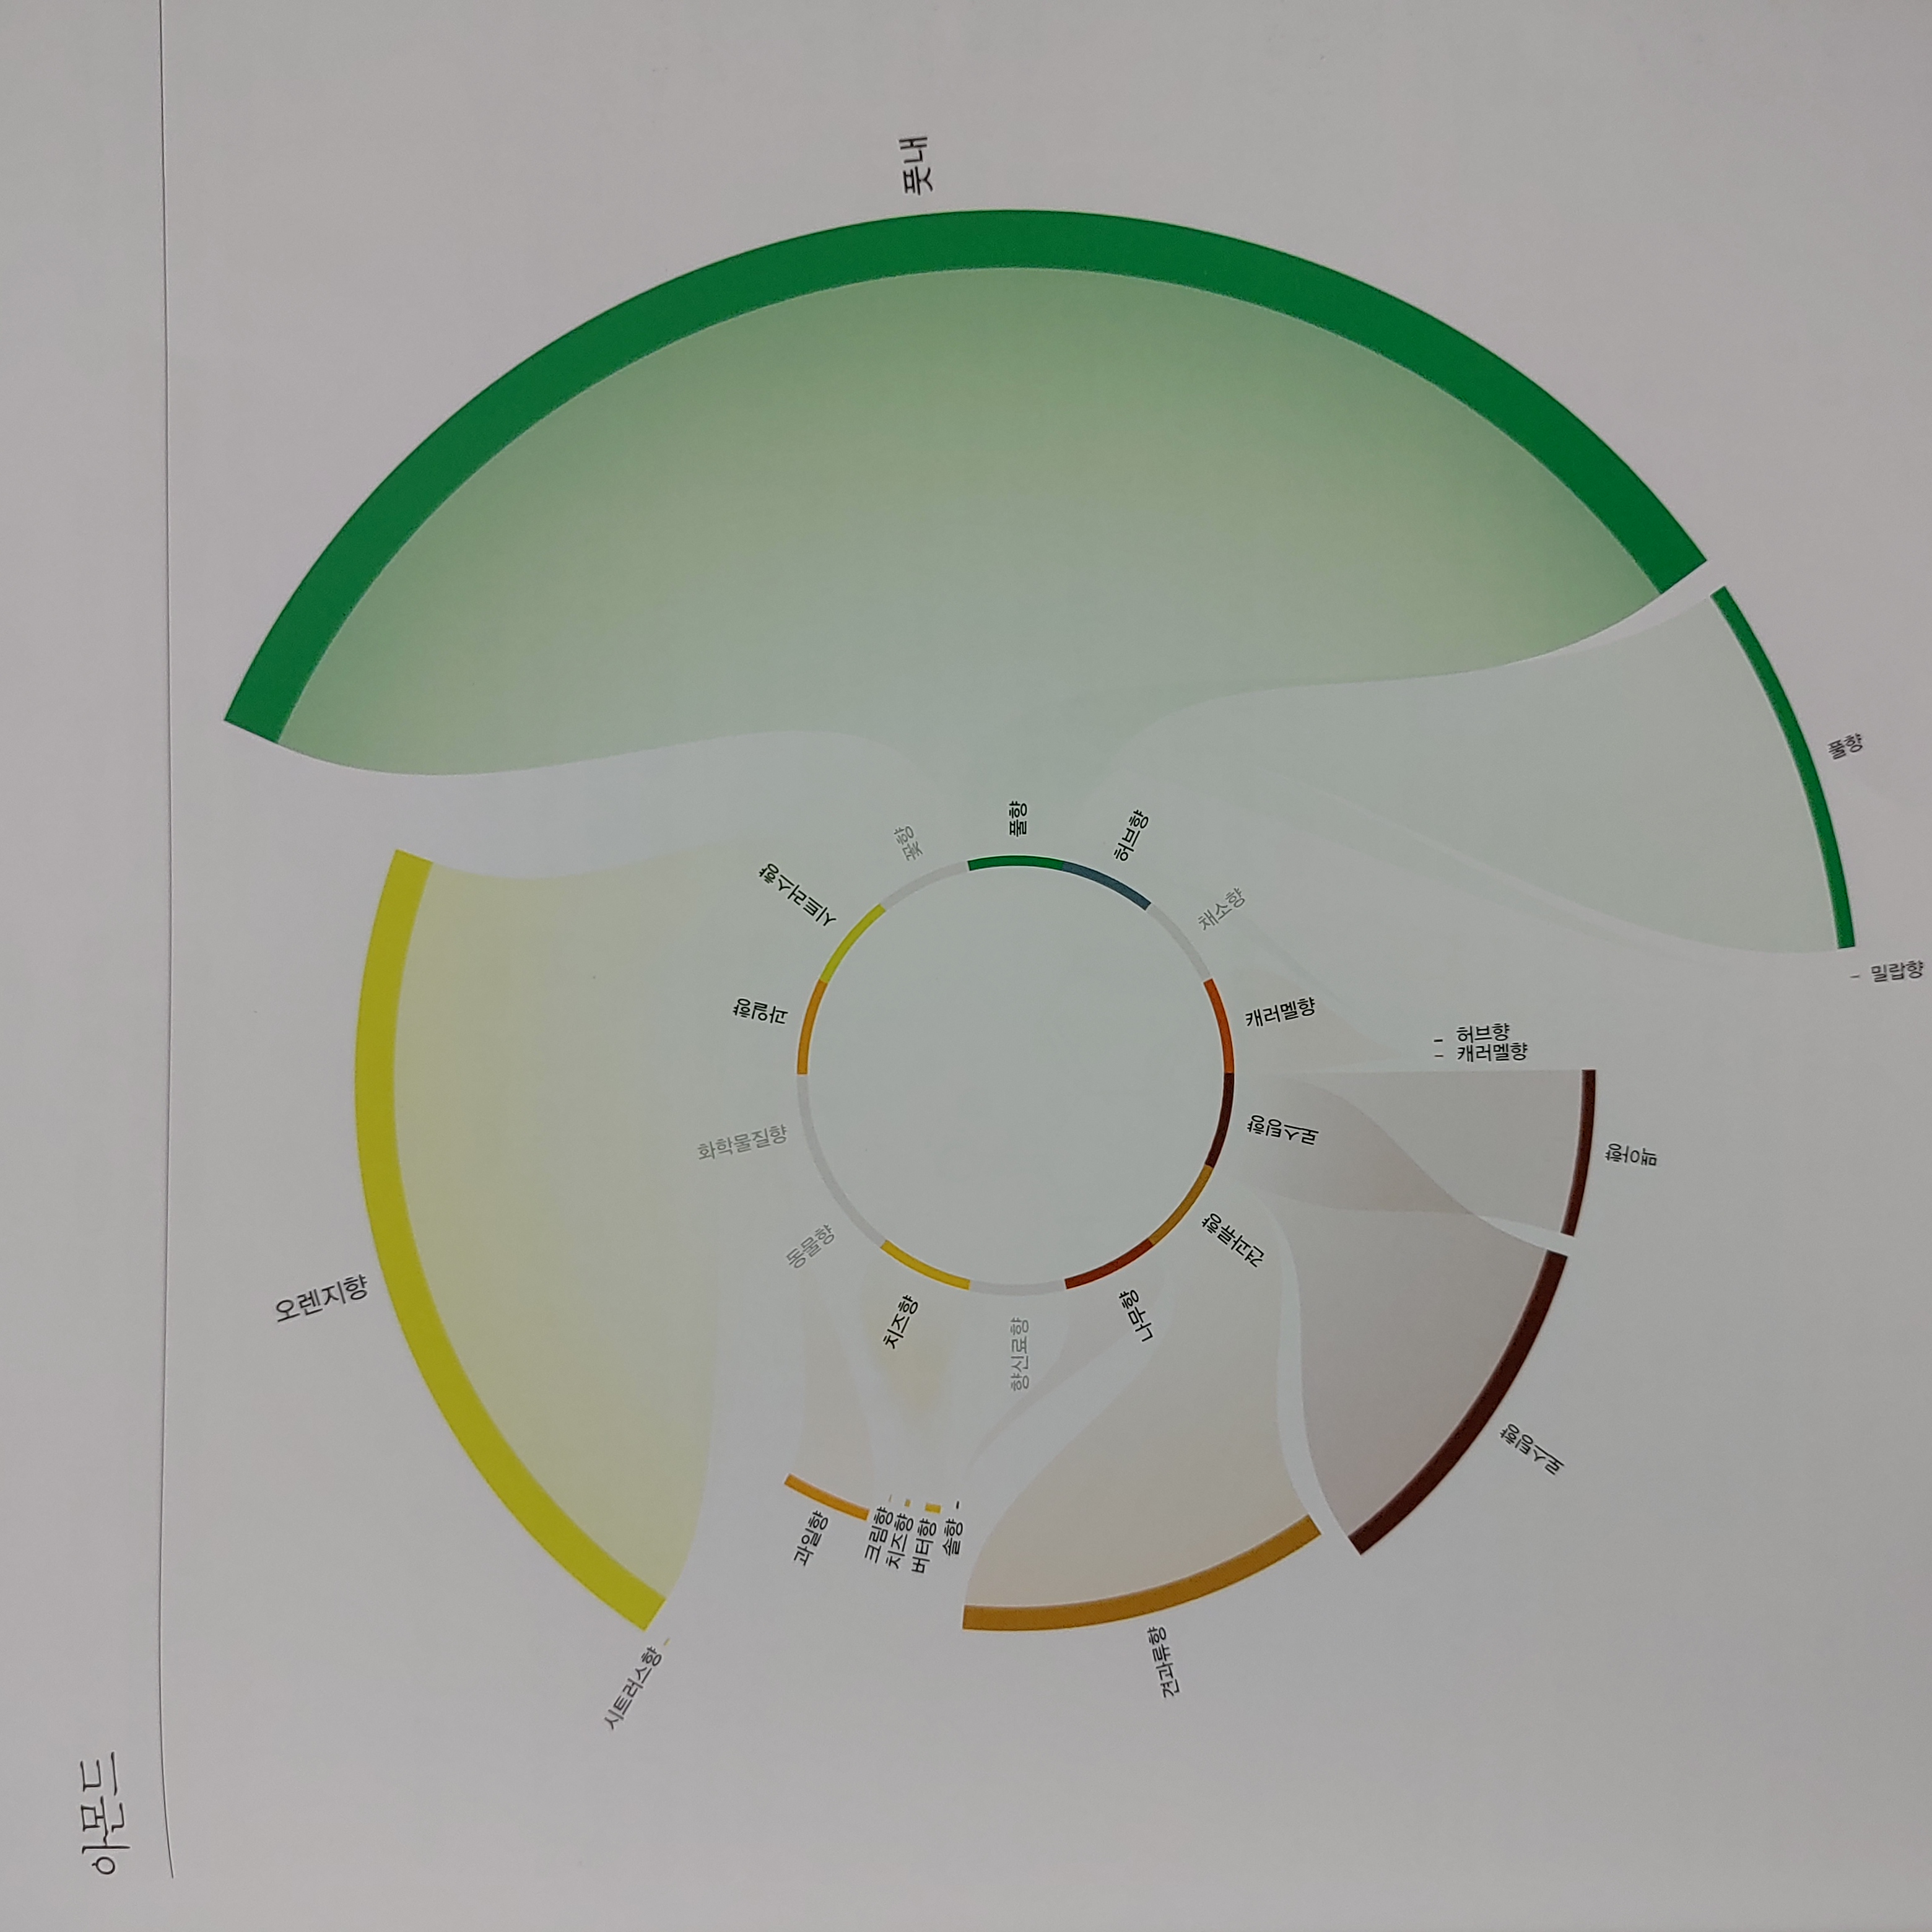 아몬드
오렌지향
시트러스향
과일향
크림향
치즈향
버터향
솔향
견과류향
로스팅향
맥아향
허브향
캐러멜향
밀랍향
풀향
풋내
화학물질향
동물향
치즈향
향신료향
나무향
견과류향
로스팅향
캐러멜향
채소향
허브향
풀향
꽃향
시트러스향
과일향